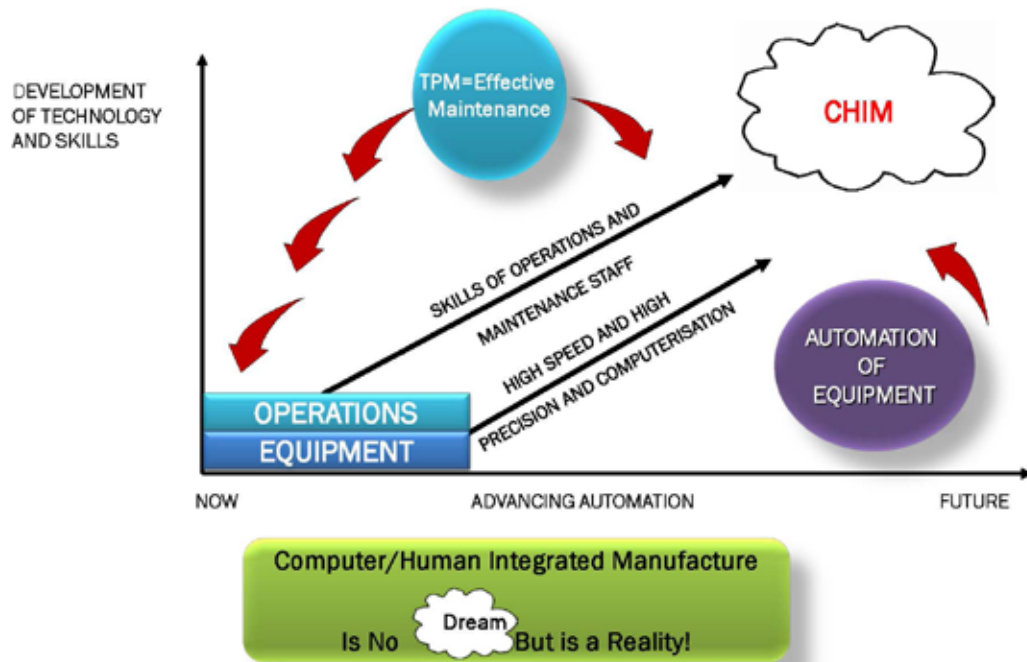 DEVELOPMENT
OF TECHNOLOGY
AND SKILLS
TPM=Effective
Maintenance
CHIM
SKILLS OF OPERATIONS AND
MAINTENANCE STAFF
HIGH SPEED AND HIGH
PRECISION AND COMPUTERISATION
AUTOMATION
OF
EQUIPMENT
OPERATIONS
EQUIPMENT
NOW
ADVANCING AUTOMATION
FUTURE
Computer/Human Integrated Manufacture
Is No Dream But is a Reality!